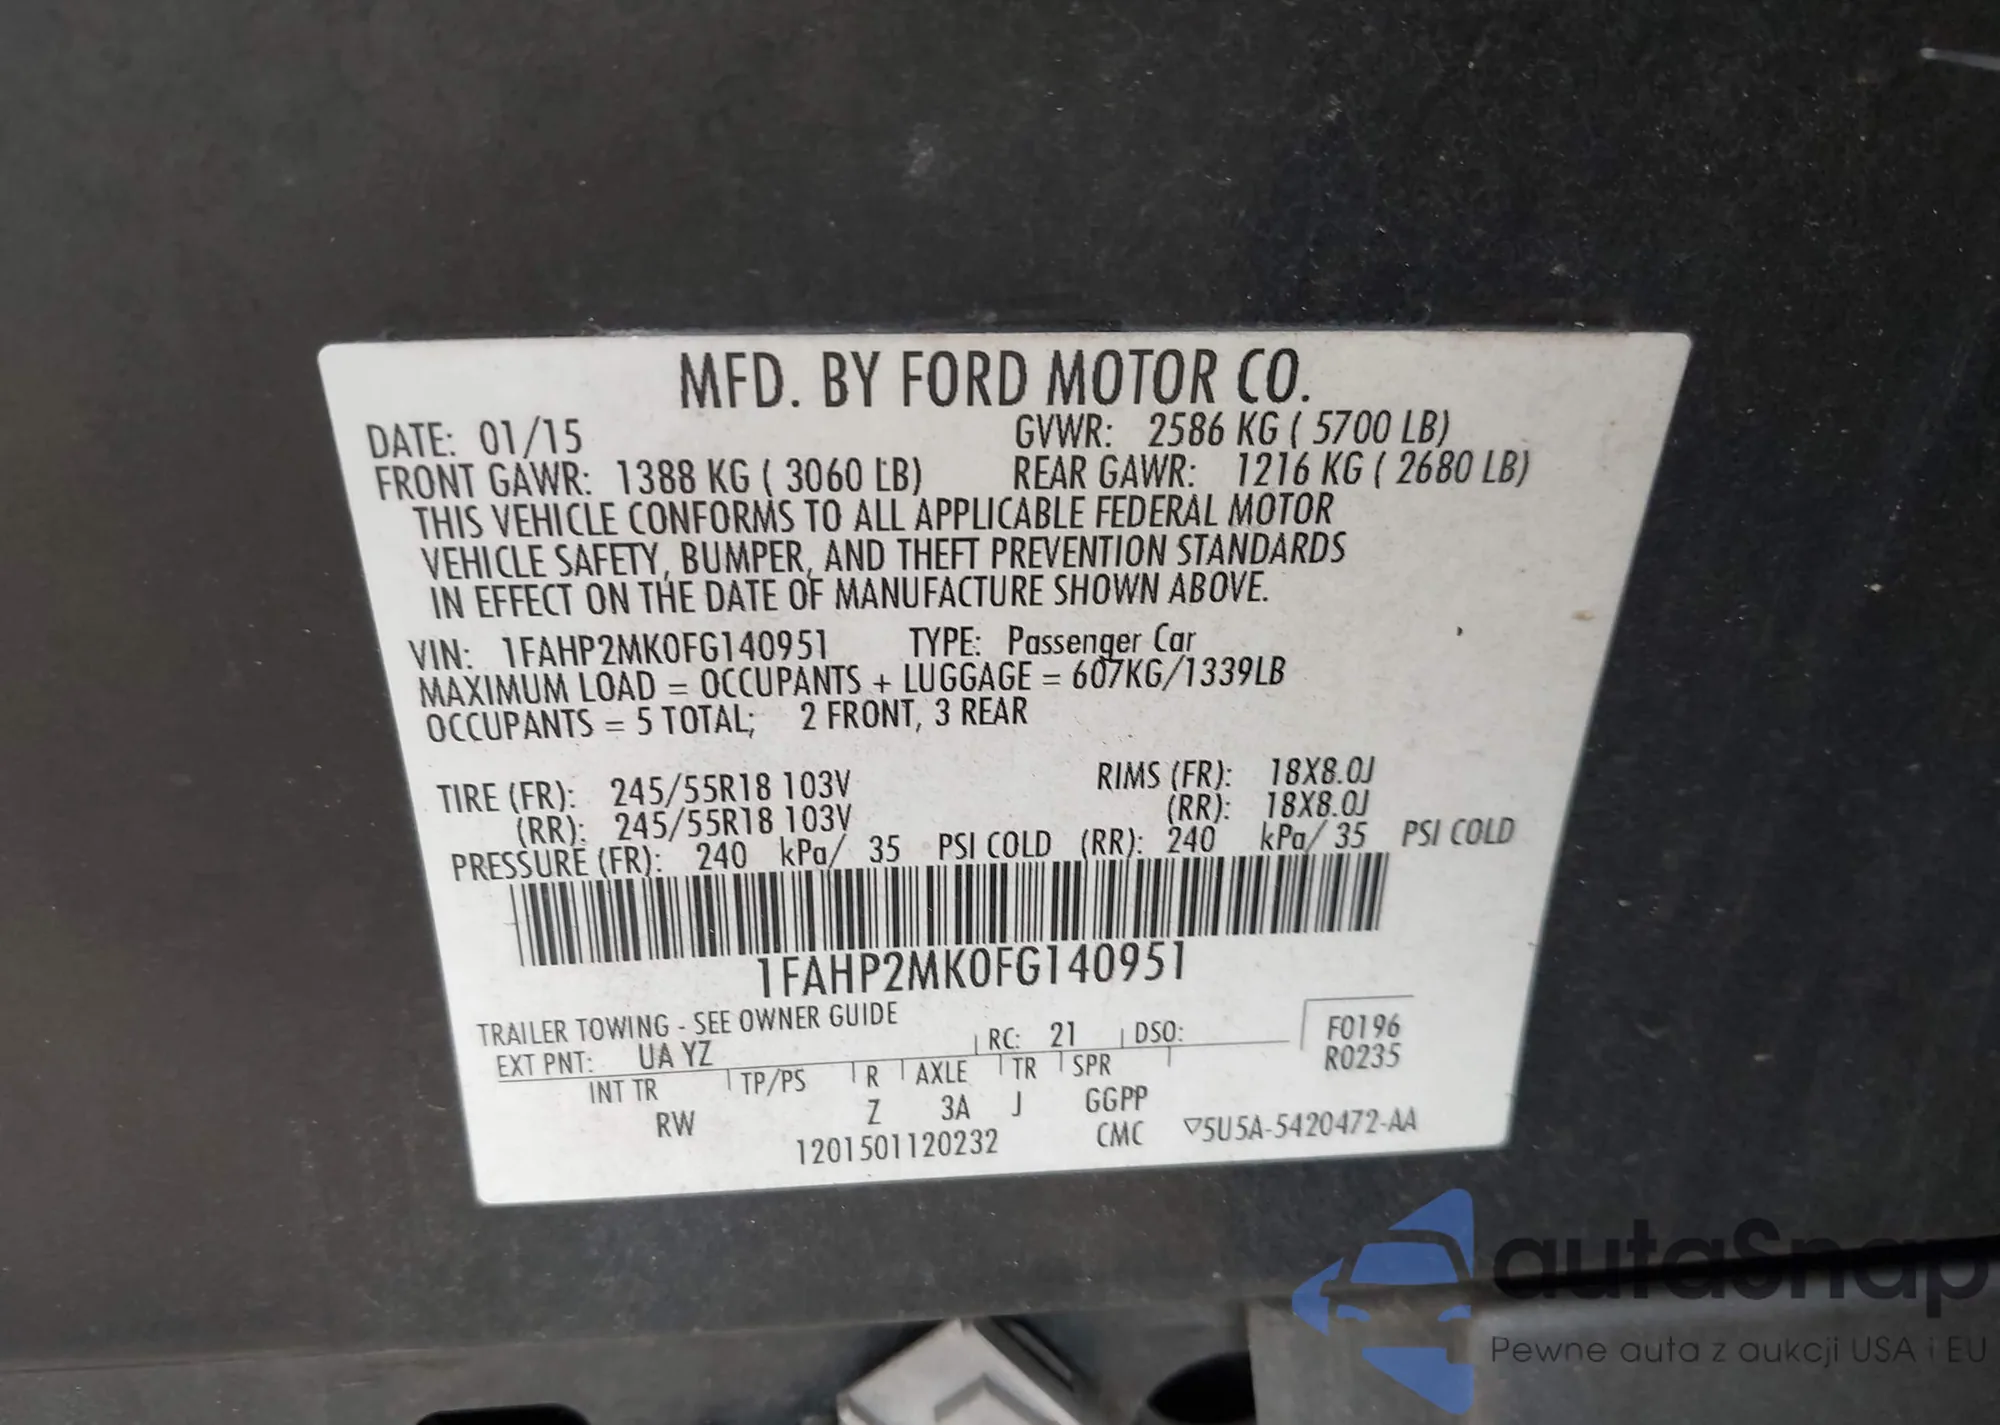 MFD. BY FORD MOTOR CO.
DATE: 01/15 GVWR: 2586 KG ( 5700 LB)
FRONT GAWR: 1388 KG ( 3060 LB) REAR GAWR: 1216 KG ( 2680 LB)
THIS VEHICLE CONFORMS TO ALL APPLICABLE FEDERAL MOTOR
VEHICLE SAFETY, BUMPER, AND THEFT PREVENTION STANDARDS
IN EFFECT ON THE DATE OF MANUFACTURE SHOWN ABOVE.
VIN: 1FAHP2MK0FG140951 TYPE: Passenger Car
MAXIMUM LOAD = OCCUPANTS + LUGGAGE = 607KG/1339LB
OCCUPANTS = 5 TOTAL; 2 FRONT, 3 REAR
TIRE (FR): 245/55R18 103V RIMS (FR): 18X8.0J
(RR): 245/55R18 103V (RR): 18X8.0J
PRESSURE (FR): 240 kPa/ 35 PSI COLD (RR): 240 kPa/ 35 PSI COLD
1FAHP2MK0FG140951
TRAILER TOWING - SEE OWNER GUIDE
EXT PNT: UA YZ RC: 21 DSO: F0196
R0235
INT TR TP/PS R AXLE TR SPR
RW Z 3A J GGPP
1201501120232 CMC ▽5U5A-5420472-AA
autaSnap
Pewne auta z aukcji USA i EU